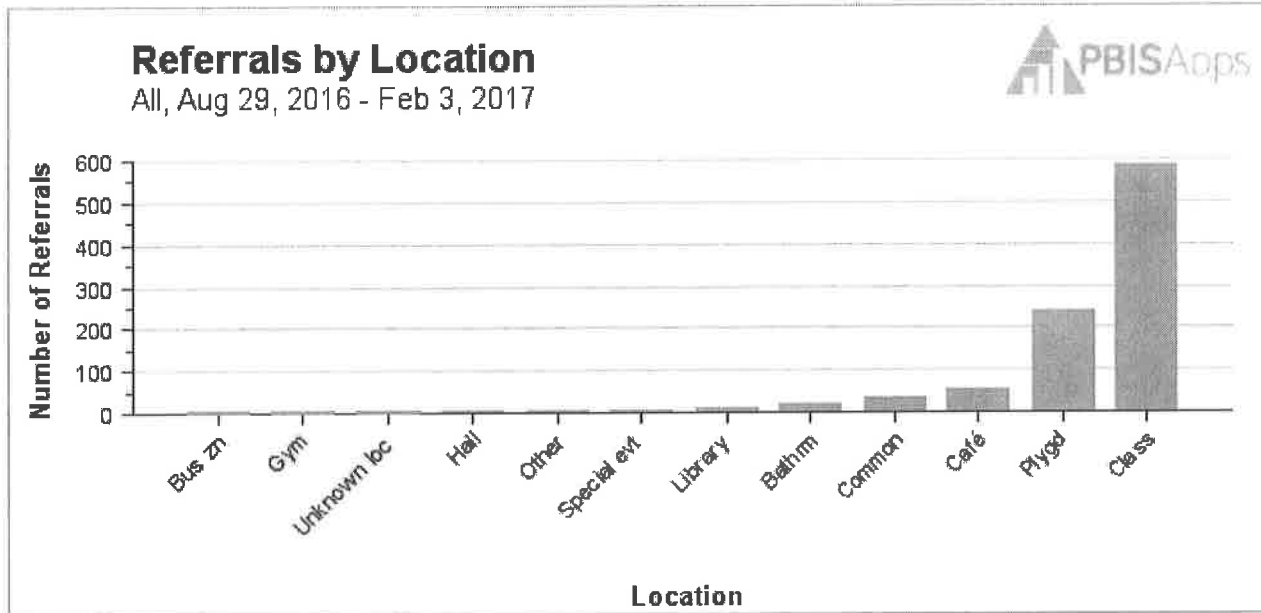 Referrals by Location
All, Aug 29, 2016 - Feb 3, 2017
PBISApps
Number of Referrals
600
500
400
300
200
100
0
Bus zn
Gym
Unknown loc
Hall
Other
Special evt
Library
Bathrm
Common
Café
Plygd
Class
Location